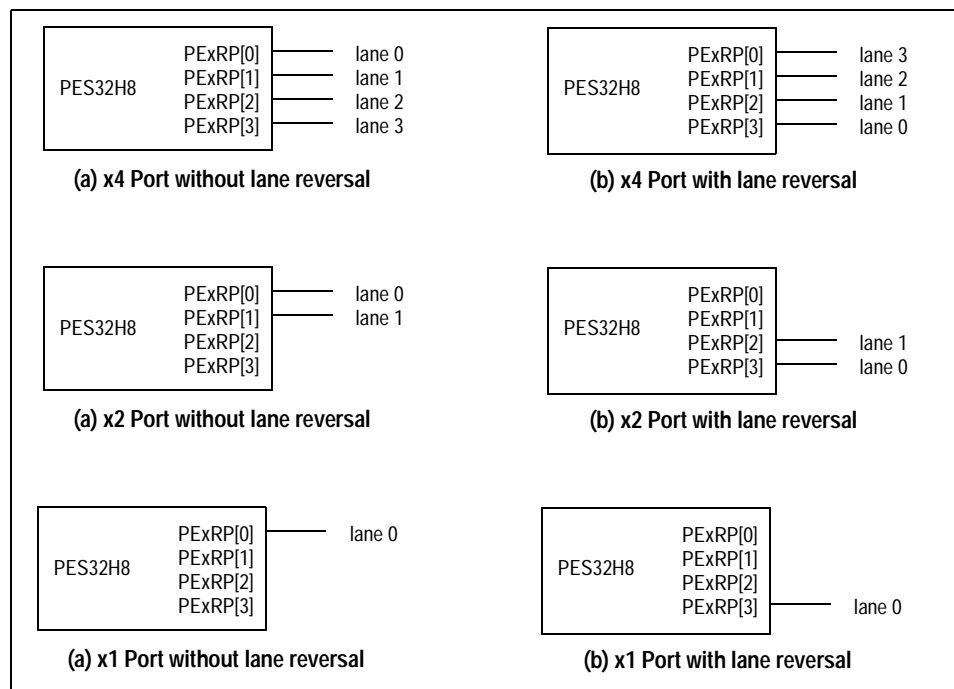 PES32H8
PExRP[0] lane 0
PExRP[1] lane 1
PExRP[2] lane 2
PExRP[3] lane 3
(a) x4 Port without lane reversal
PES32H8
PExRP[0] lane 3
PExRP[1] lane 2
PExRP[2] lane 1
PExRP[3] lane 0
(b) x4 Port with lane reversal
PES32H8
PExRP[0] lane 0
PExRP[1] lane 1
PExRP[2]
PExRP[3]
(a) x2 Port without lane reversal
PES32H8
PExRP[0]
PExRP[1]
PExRP[2] lane 1
PExRP[3] lane 0
(b) x2 Port with lane reversal
PES32H8
PExRP[0] lane 0
PExRP[1]
PExRP[2]
PExRP[3]
(a) x1 Port without lane reversal
PES32H8
PExRP[0]
PExRP[1]
PExRP[2]
PExRP[3] lane 0
(b) x1 Port with lane reversal